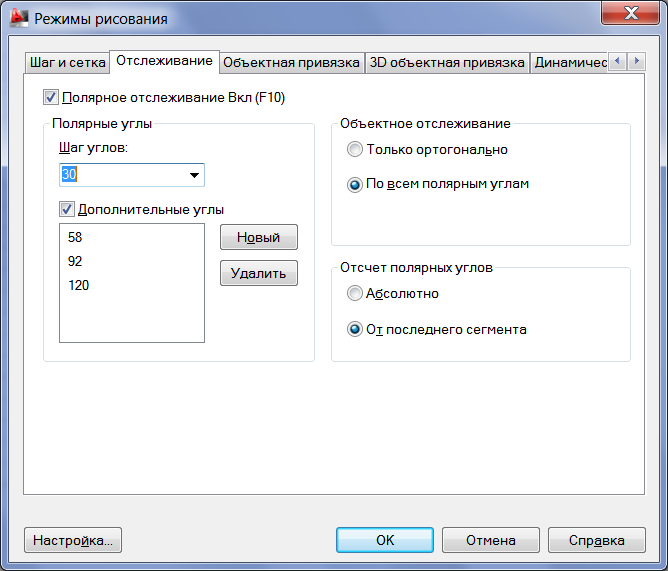 Режимы рисования
Шаг и сетка Отслеживание Объектная привязка 3D объектная привязка Динамичес
Полярное отслеживание Вкл (F10)
Полярные углы
Шаг углов:
30
Дополнительные углы
58
92
120
Новый
Удалить
Объектное отслеживание
Только ортогонально
По всем полярным углам
Отсчет полярных углов
Абсолютно
От последнего сегмента
Настройка... ОК Отмена Справка